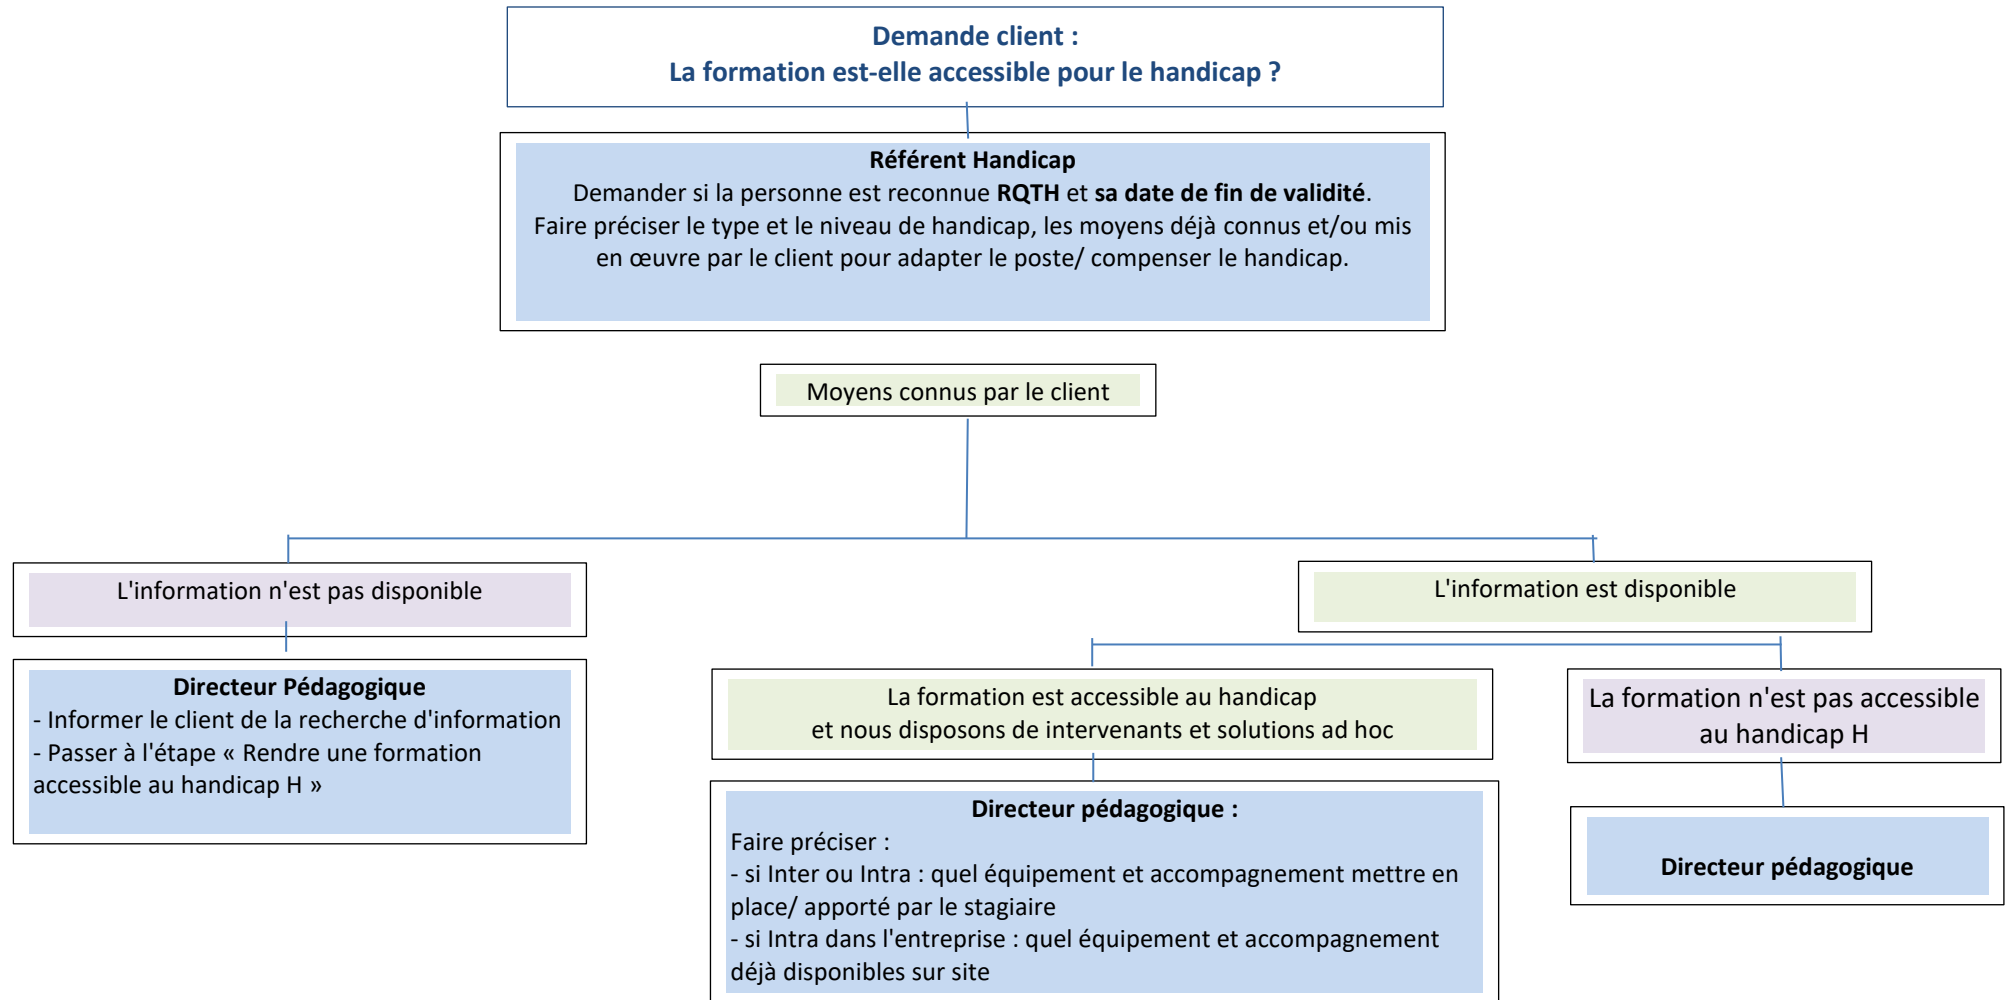 Demande client :
La formation est-elle accessible pour le handicap ?
Référent Handicap
Demander si la personne est reconnue RQTH et sa date de fin de validité.
Faire préciser le type et le niveau de handicap, les moyens déjà connus et/ou mis
en œuvre par le client pour adapter le poste/ compenser le handicap.
Moyens connus par le client
L'information n'est pas disponible
L'information est disponible
Directeur Pédagogique
- Informer le client de la recherche d'information
- Passer à l'étape « Rendre une formation
accessible au handicap H »
La formation est accessible au handicap
et nous disposons de intervenants et solutions ad hoc
La formation n'est pas accessible
au handicap H
Directeur pédagogique :
Faire préciser :
- si Inter ou Intra : quel équipement et accompagnement mettre en
place/ apporté par le stagiaire
- si Intra dans l'entreprise : quel équipement et accompagnement
déjà disponibles sur site
Directeur pédagogique